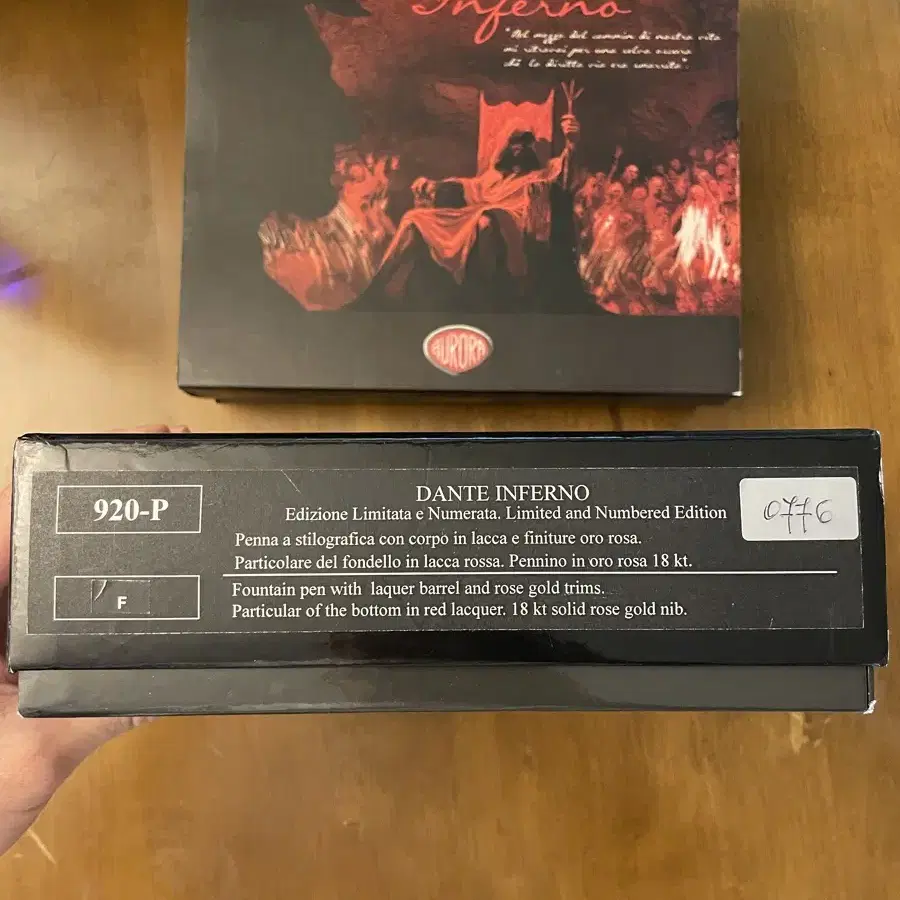 Inferno
"Nel mezzo del cammin di nostra vita
mi ritrovai per una selva oscura
ché la diritta via era smarrita".
AURORA
920-P
DANTE INFERNO
Edizione Limitata e Numerata. Limited and Numbered Edition
0776
Penna a stilografica con corpo in lacca e finiture oro rosa.
Particolare del fondello in lacca rossa. Pennino in oro rosa 18 kt.
F
Fountain pen with laquer barrel and rose gold trims.
Particular of the bottom in red lacquer. 18 kt solid rose gold nib.